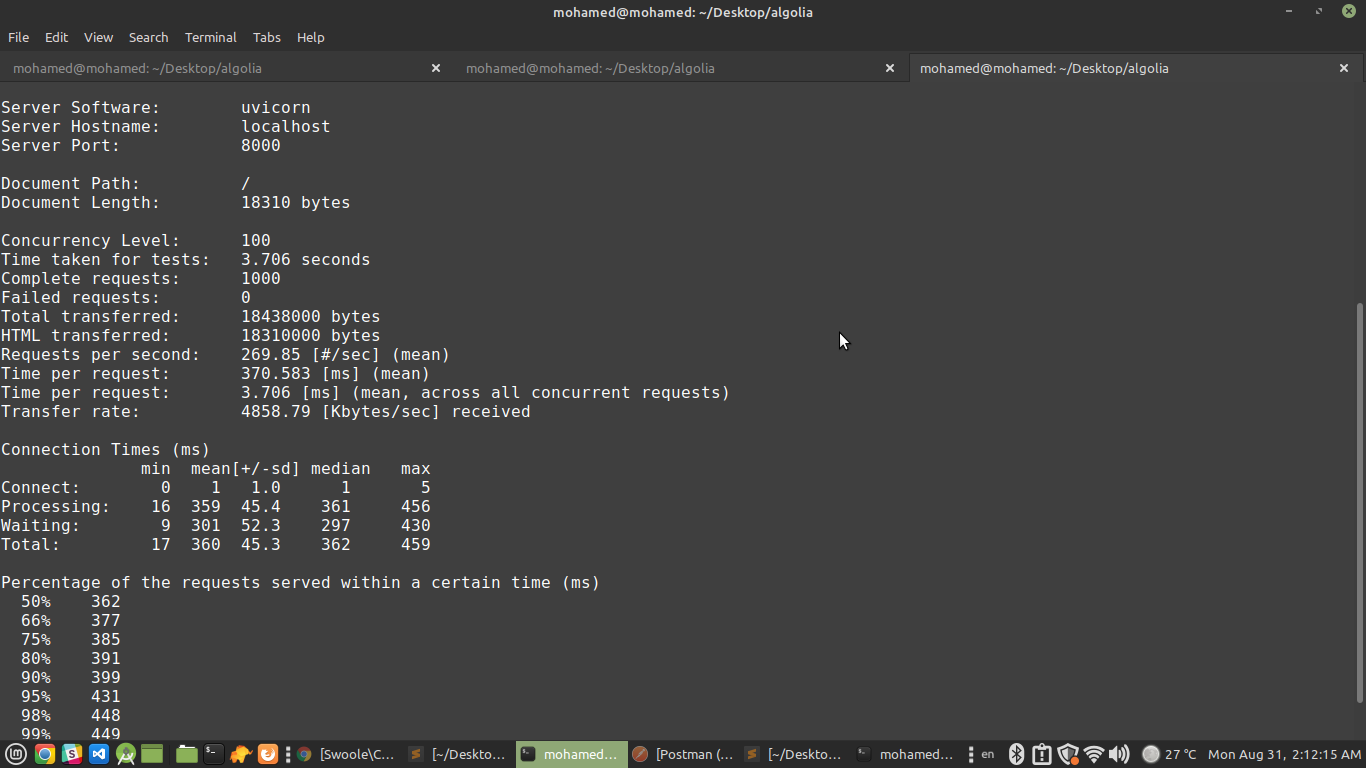 mohamed@mohamed: ~/Desktop/algolia
File Edit View Search Terminal Tabs Help
mohamed@mohamed: ~/Desktop/algolia mohamed@mohamed: ~/Desktop/algolia mohamed@mohamed: ~/Desktop/algolia
Server Software: uvicorn
Server Hostname: localhost
Server Port: 8000
Document Path: /
Document Length: 18310 bytes
Concurrency Level: 100
Time taken for tests: 3.706 seconds
Complete requests: 1000
Failed requests: 0
Total transferred: 18438000 bytes
HTML transferred: 18310000 bytes
Requests per second: 269.85 [#/sec] (mean)
Time per request: 370.583 [ms] (mean)
Time per request: 3.706 [ms] (mean, across all concurrent requests)
Transfer rate: 4858.79 [Kbytes/sec] received
Connection Times (ms)
min mean[+/-sd] median max
Connect: 0 1 1.0 1 5
Processing: 16 359 45.4 361 456
Waiting: 9 301 52.3 297 430
Total: 17 360 45.3 362 459
Percentage of the requests served within a certain time (ms)
50% 362
66% 377
75% 385
80% 391
90% 399
95% 431
98% 448
99% 449
[Swoole\C... [~/Deskto... mohamed... [Postman (... [~/Deskto... mohamed... en 27 °C Mon Aug 31, 2:12:15 AM